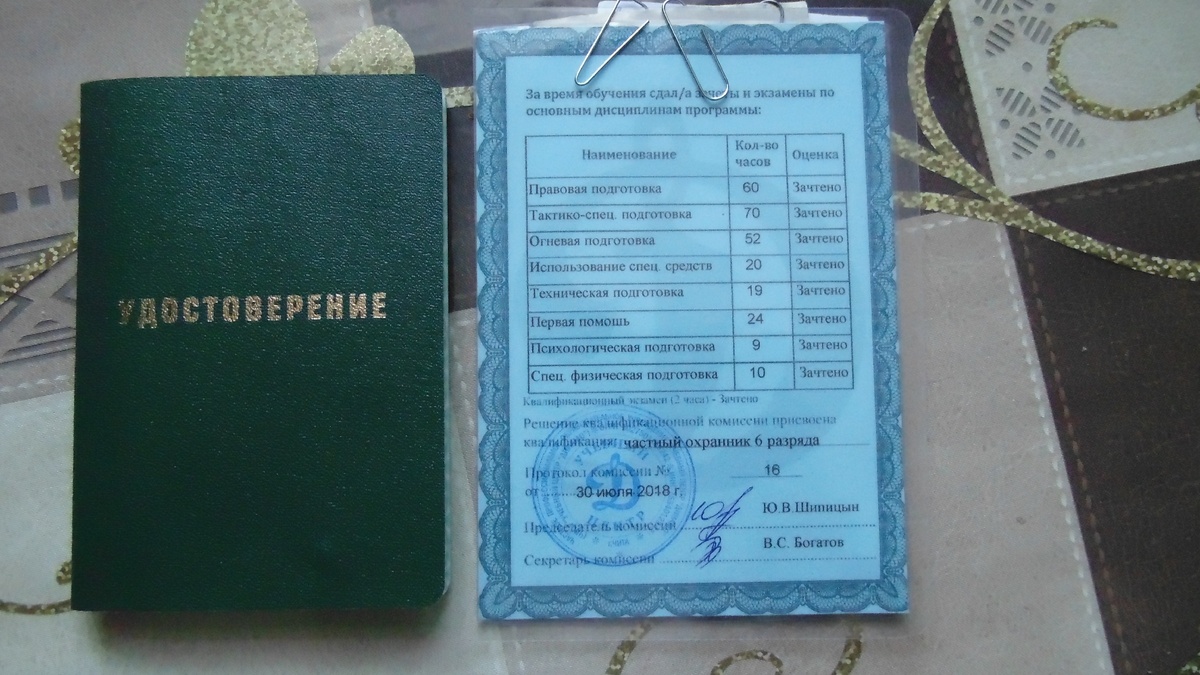 УДОСТОВЕРЕНИЕ
За время обучения сдал/а зачеты и экзамены по
основным дисциплинам программы:
Наименование Кол-во часов Оценка
Правовая подготовка 60 Зачтено
Тактико-спец. подготовка 70 Зачтено
Огневая подготовка 52 Зачтено
Использование спец. средств 20 Зачтено
Техническая подготовка 19 Зачтено
Первая помощь 24 Зачтено
Психологическая подготовка 9 Зачтено
Спец. физическая подготовка 10 Зачтено
Квалификационный экзамен (2 часа) - Зачтено
Решение квалификационной комиссии присвоена
квалификация: частный охранник 6 разряда
Протокол комиссии № 16
от 30 июля 2018 г.
Председатель комиссии Ю.В.Шипицын
Секретарь комиссии В.С. Богатов
УЧЕБНЫЙ
ЦЕНТР